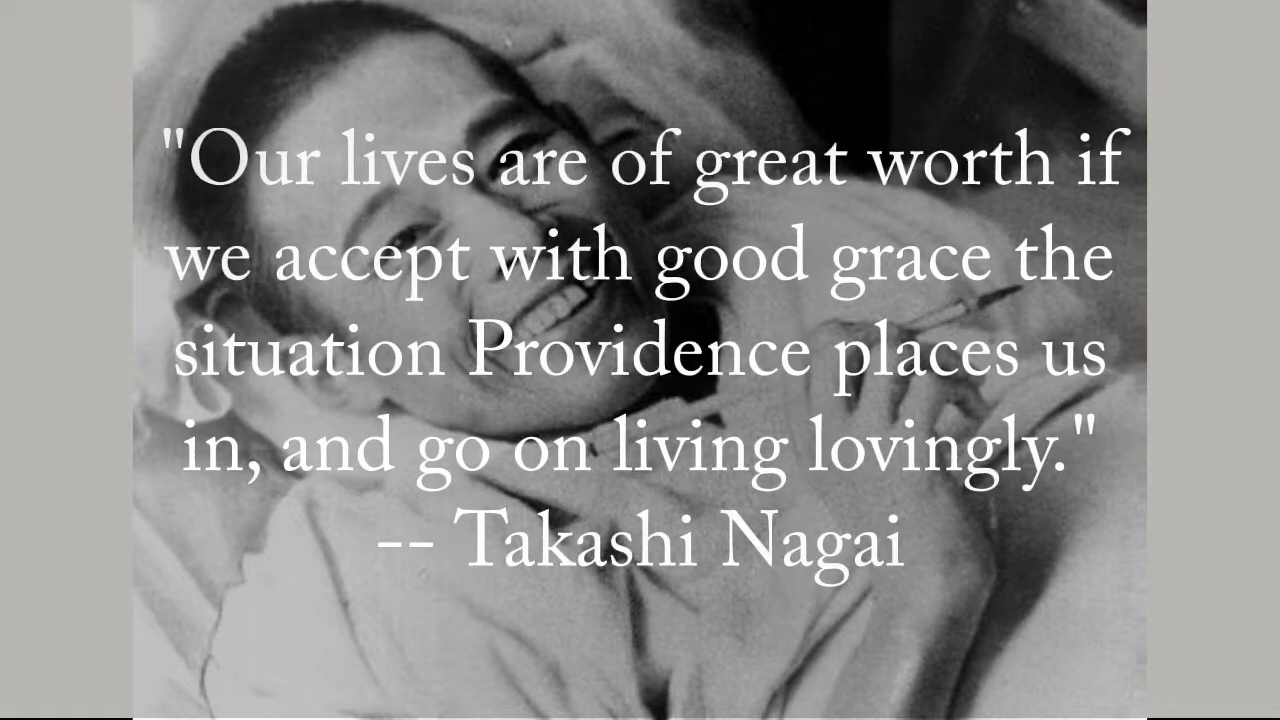 "Our lives are of great worth if
we accept with good grace the
situation Providence places us
in, and go on living lovingly."
-- Takashi Nagai